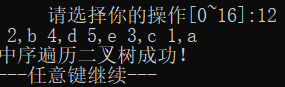 请选择你的操作[0~16]:12
2,b 4,d 5,e 3,c 1,a
中序遍历二叉树成功！
---任意键继续---